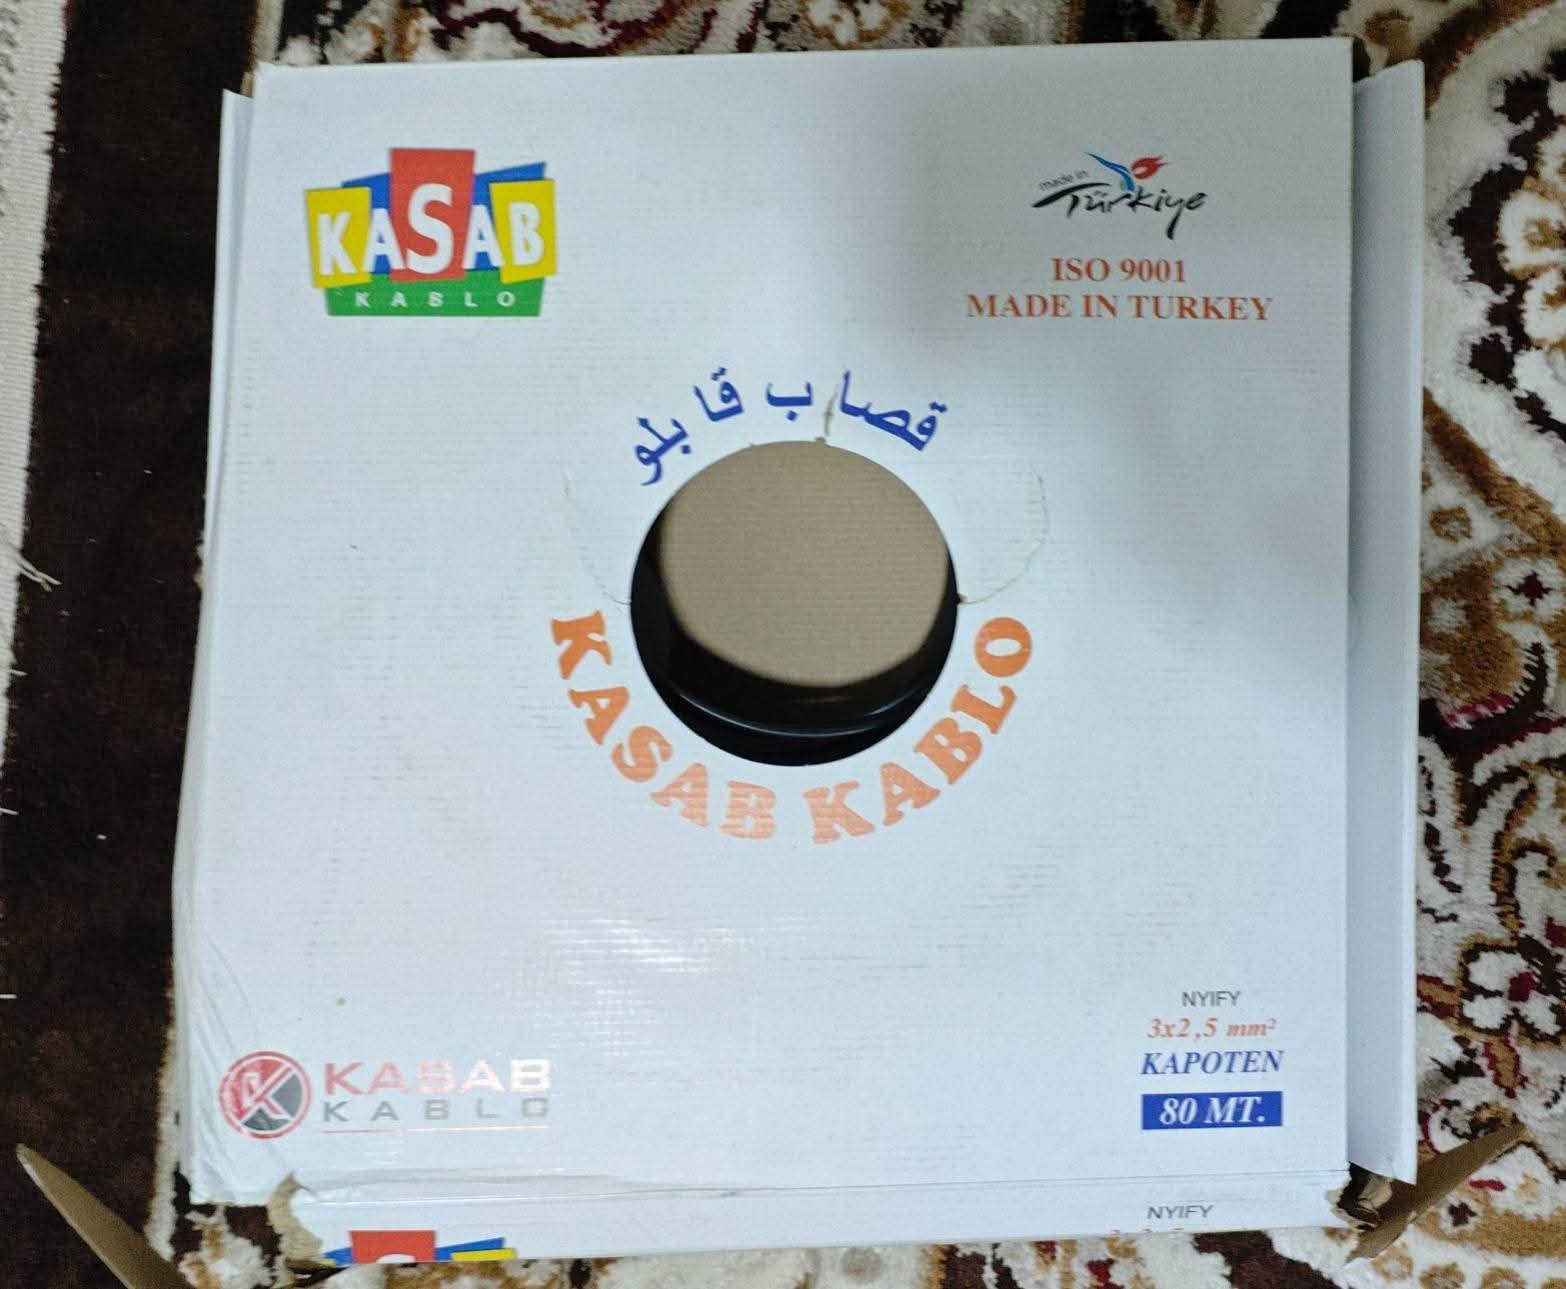 KASAB
KABLO
made in
Türkiye
ISO 9001
MADE IN TURKEY
قصاب قابلو
KASAB KABLO
KASAB
KABLO
NYIFY
3x2,5 mm²
KAPOTEN
80 MT.
NYIFY